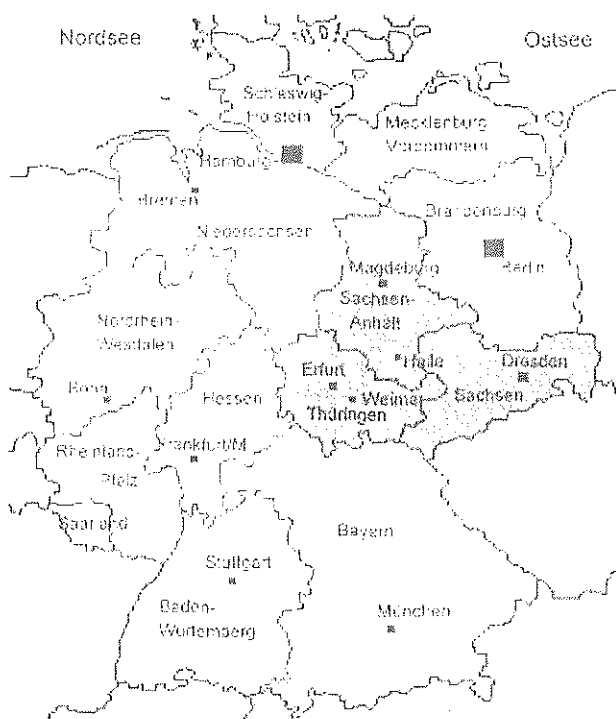 Nordsee
Ostsee
Schleswig-
Holstein
Mecklenburg
Vorpommern
Hamburg
Bremen
Brandenburg
Niedersachsen
Magdeburg
Berlin
Sachsen-
Anhalt
Nordrhein-
Westfalen
Halle
Dresden
Erfurt
Bonn
Hessen
Weimar
Sachsen
Thüringen
Frankfurt/M
Rheinland-
Pfalz
Saarland
Bayern
Stuttgart
Baden-
Württemberg
München